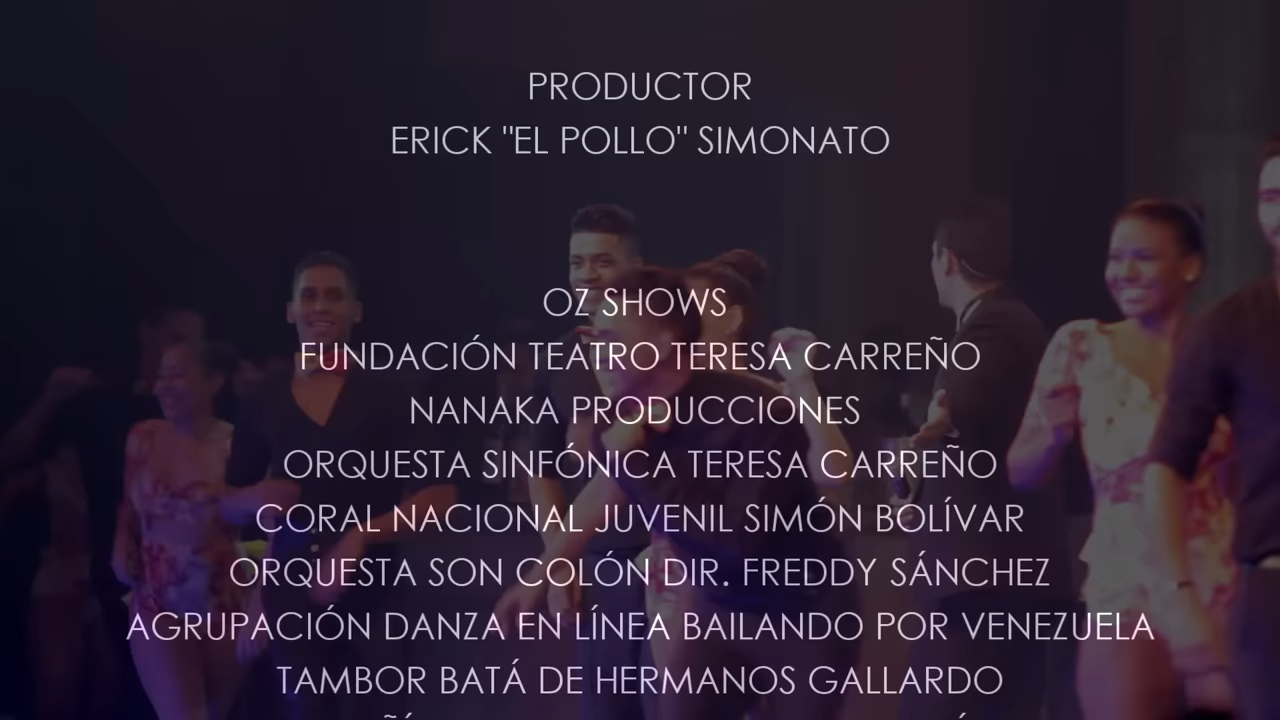 PRODUCTOR
ERICK "EL POLLO" SIMONATO
OZ SHOWS
FUNDACIÓN TEATRO TERESA CARREÑO
NANAKA PRODUCCIONES
ORQUESTA SINFÓNICA TERESA CARREÑO
CORAL NACIONAL JUVENIL SIMÓN BOLÍVAR
ORQUESTA SON COLÓN DIR. FREDDY SÁNCHEZ
AGRUPACIÓN DANZA EN LÍNEA BAILANDO POR VENEZUELA
TAMBOR BATÁ DE HERMANOS GALLARDO